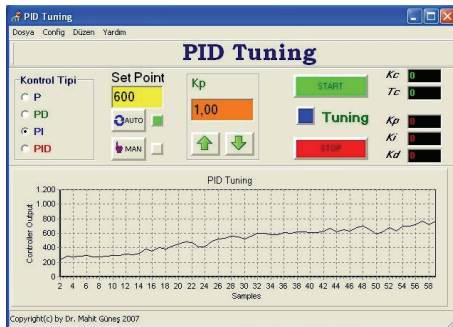 PID Tuning
Dosya Config Düzen Yardım
PID Tuning
Kontrol Tipi
P
PD
PI
PID
Set Point
600
AUTO
MAN
Kp
1,00
START
Tuning
STOP
Kc 0
Tc 0
Kp 0
Ki 0
Kd 0
PID Tuning
Controller Output
1.200
1.000
800
600
400
200
0
2 4 6 8 10 12 14 16 18 20 22 24 26 28 30 32 34 36 38 40 42 44 46 48 50 52 54 56 58
Samples
Copyright(c) by Dr. Mahit Güneş 2007